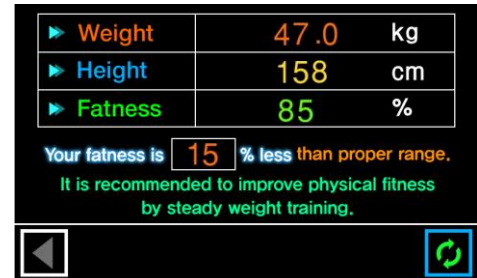 Weight 47.0 kg
Height 158 cm
Fatness 85 %
Your fatness is 15 % less than proper range.
It is recommended to improve physical fitness
by steady weight training.